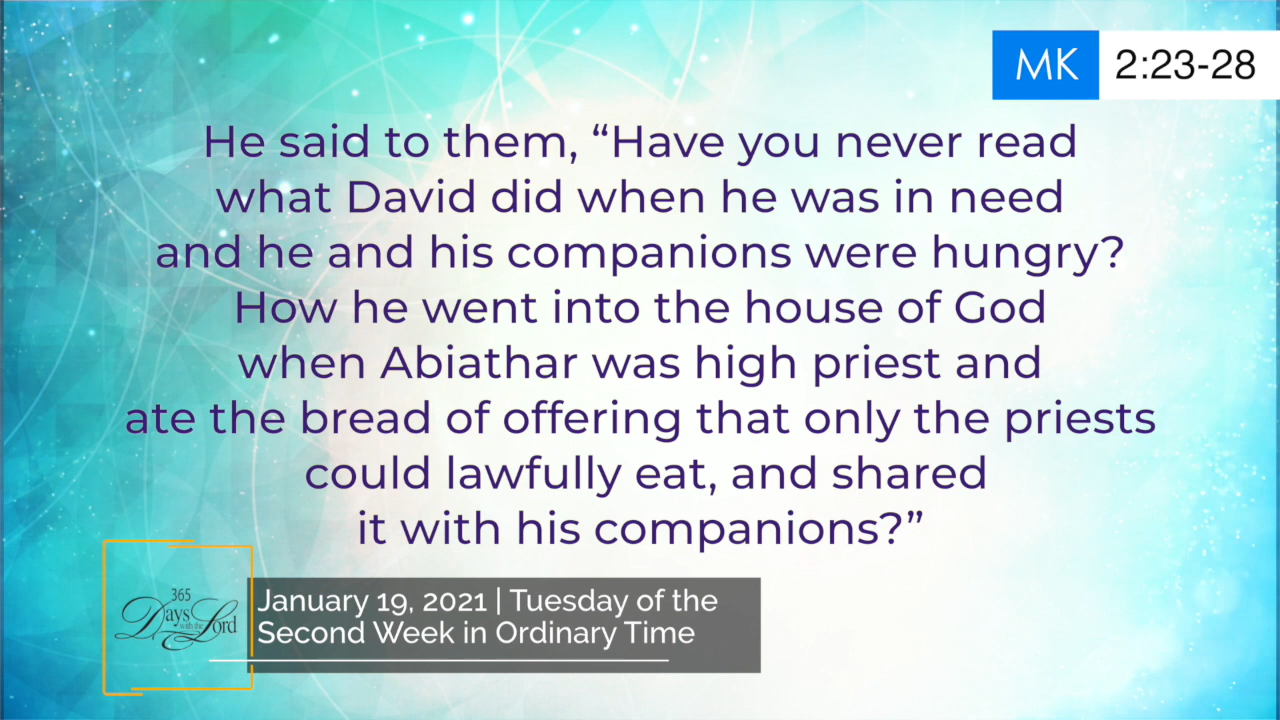 MK 2:23-28
He said to them, “Have you never read
what David did when he was in need
and he and his companions were hungry?
How he went into the house of God
when Abiathar was high priest and
ate the bread of offering that only the priests
could lawfully eat, and shared
it with his companions?”
365
Days with the Lord
January 19, 2021 | Tuesday of the
Second Week in Ordinary Time